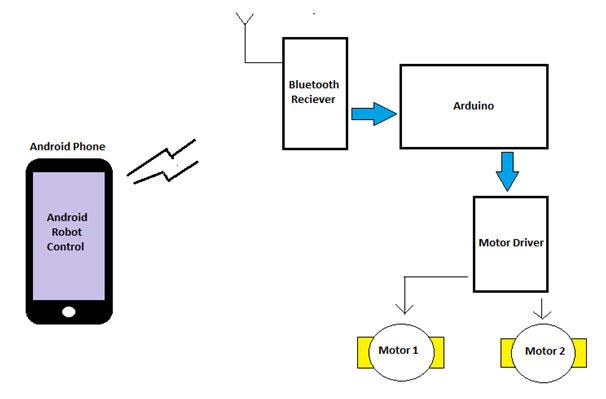 Bluetooth
Reciever
Arduino
Android Phone
Android
Robot
Control
Motor Driver
Motor 1
Motor 2